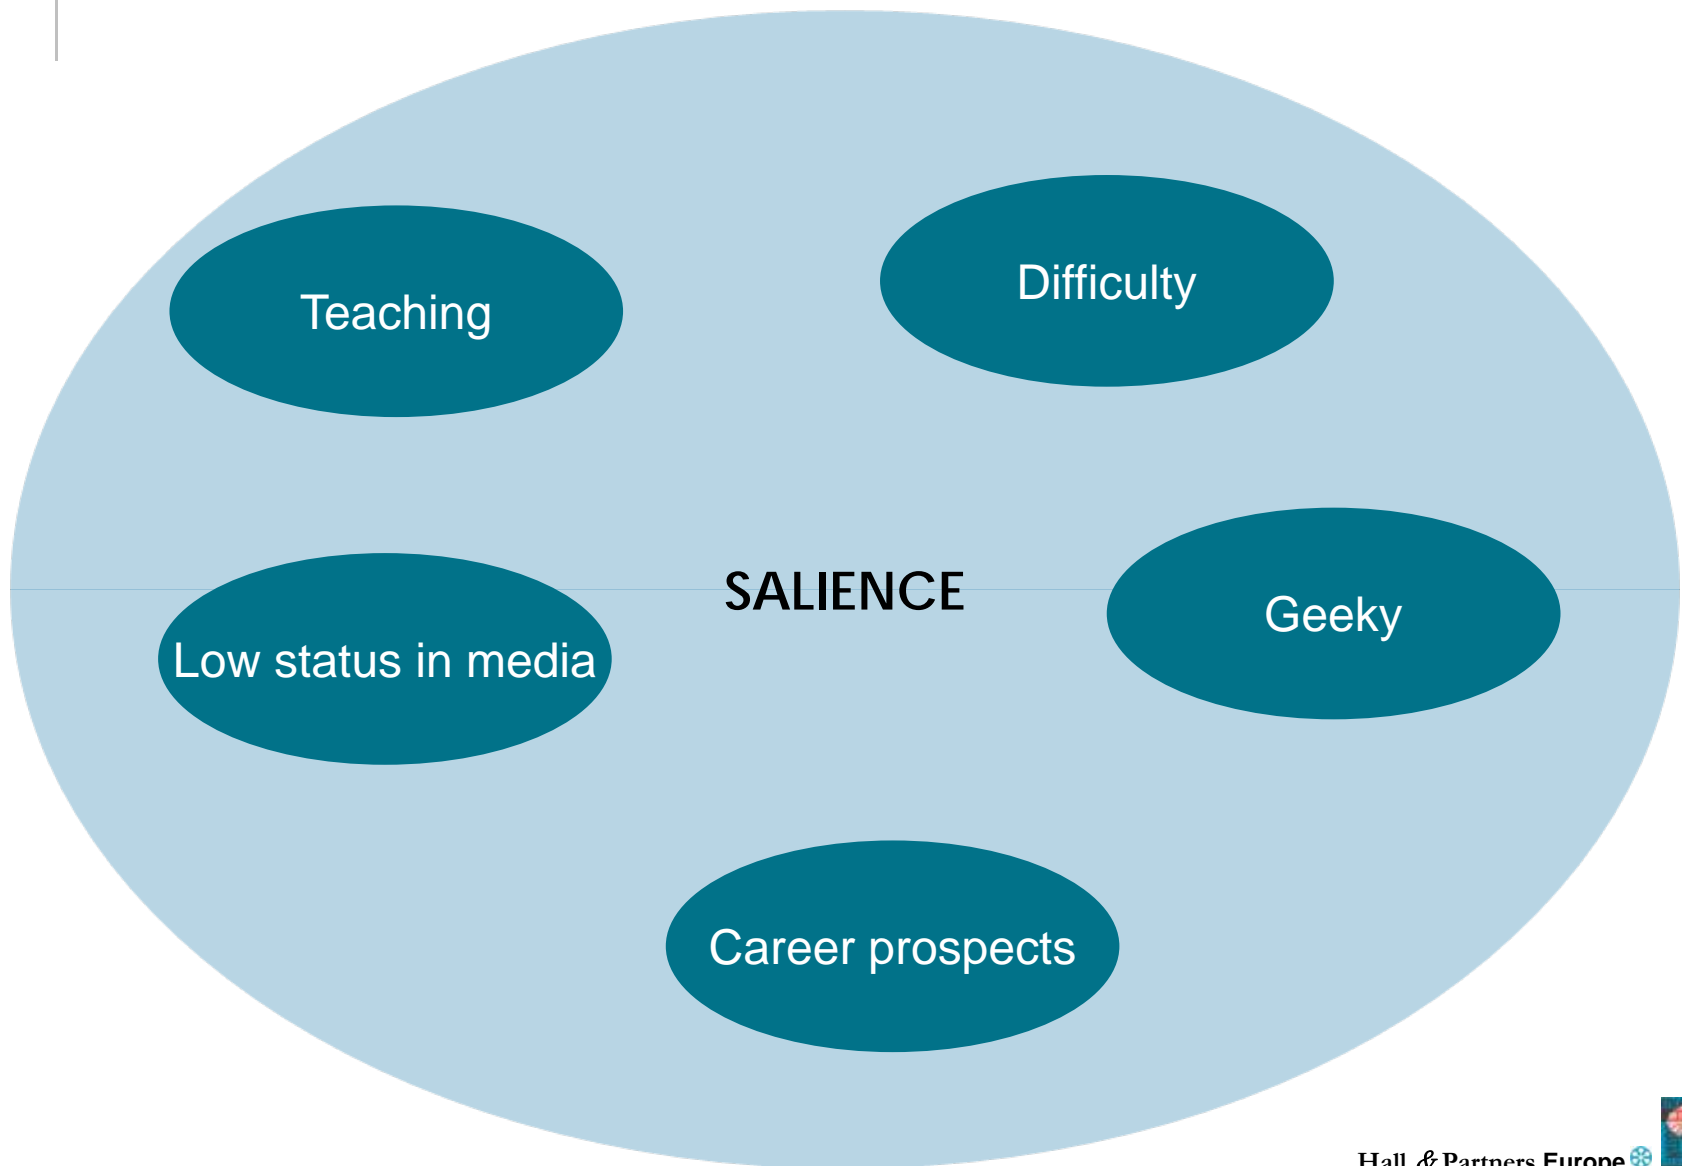 Teaching
Difficulty
SALIENCE
Geeky
Low status in media
Career prospects
Hall & Partners Europe